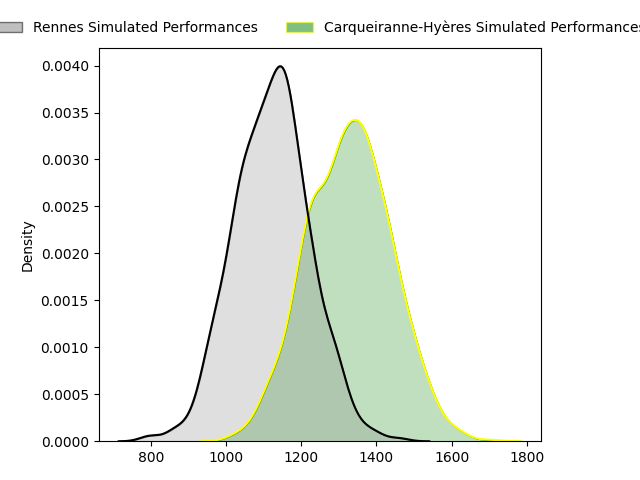 Rennes Simulated Performances
Carqueiranne-Hyères Simulated Performances
0.0040
0.0035
0.0030
0.0025
0.0020
0.0015
0.0010
0.0005
0.0000
Density
800 1000 1200 1400 1600 1800